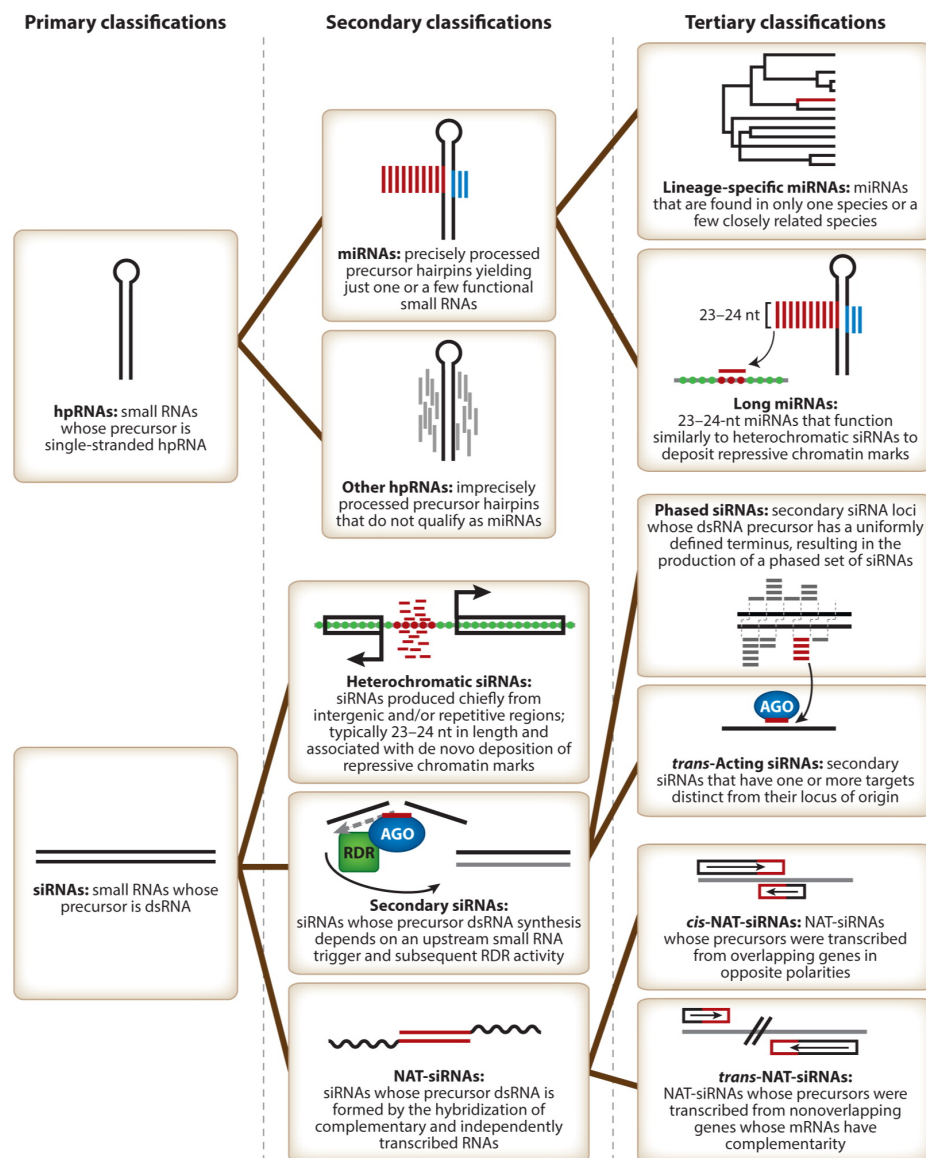 Primary classifications
Secondary classifications
Tertiary classifications
hpRNAs: small RNAs
whose precursor is
single-stranded hpRNA
miRNAs: precisely processed
precursor hairpins yielding
just one or a few functional
small RNAs
Other hpRNAs: imprecisely
processed precursor hairpins
that do not qualify as miRNAs
Lineage-specific miRNAs: miRNAs
that are found in only one species or a
few closely related species
23–24 nt
Long miRNAs:
23–24-nt miRNAs that function
similarly to heterochromatic siRNAs to
deposit repressive chromatin marks
siRNAs: small RNAs whose
precursor is dsRNA
Heterochromatic siRNAs:
siRNAs produced chiefly from
intergenic and/or repetitive regions;
typically 23–24 nt in length and
associated with de novo deposition of
repressive chromatin marks
AGO
RDR
Secondary siRNAs:
siRNAs whose precursor dsRNA synthesis
depends on an upstream small RNA
trigger and subsequent RDR activity
NAT-siRNAs:
siRNAs whose precursor dsRNA is
formed by the hybridization of
complementary and independently
transcribed RNAs
Phased siRNAs: secondary siRNA loci
whose dsRNA precursor has a uniformly
defined terminus, resulting in the
production of a phased set of siRNAs
AGO
trans-Acting siRNAs: secondary
siRNAs that have one or more targets
distinct from their locus of origin
cis-NAT-siRNAs: NAT-siRNAs
whose precursors were transcribed
from overlapping genes in
opposite polarities
trans-NAT-siRNAs:
NAT-siRNAs whose precursors were
transcribed from nonoverlapping
genes whose mRNAs have
complementarity